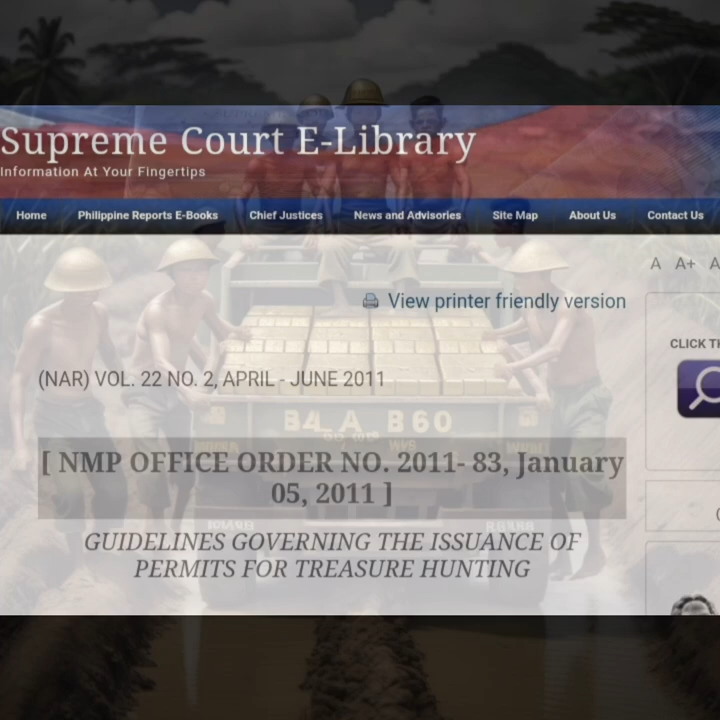 Supreme Court E-Library
Information At Your Fingertips
Home Philippine Reports E-Books Chief Justices News and Advisories Site Map About Us Contact Us
A A+ A
View printer friendly version
CLICK TH
(NAR) VOL. 22 NO. 2, APRIL - JUNE 2011
B4 A B60
[ NMP OFFICE ORDER NO. 2011- 83, January
05, 2011 ]
GUIDELINES GOVERNING THE ISSUANCE OF
PERMITS FOR TREASURE HUNTING